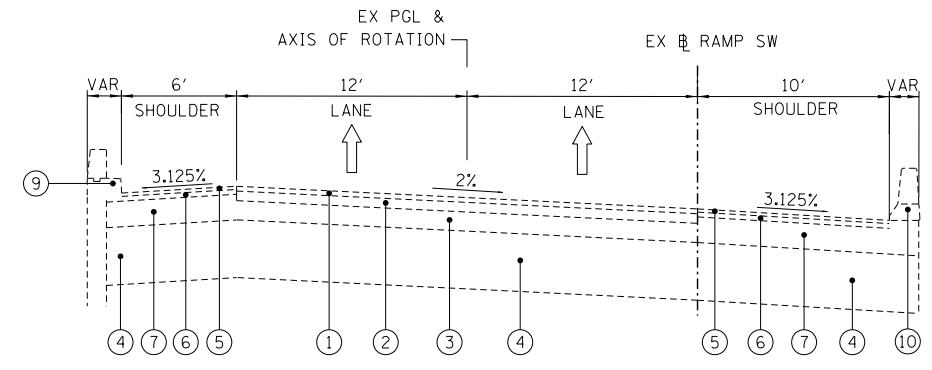 EX PGL &
AXIS OF ROTATION
EX ⅊ RAMP SW
VAR 6' 12' 12' 10' VAR
SHOULDER LANE LANE SHOULDER
3.125% 2% 3.125%
9
4 7 6 5 1 2 3 4 5 6 7 4 10